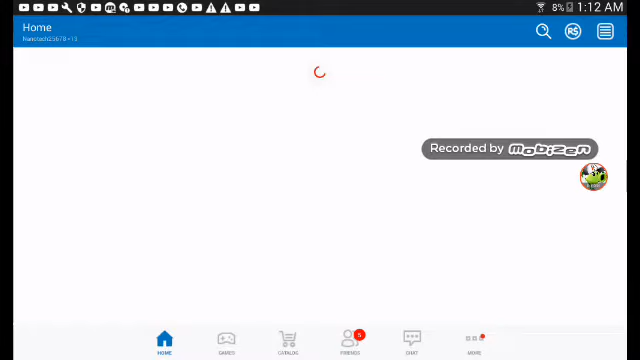 8% 1:12 AM
Home
R$
Recorded by mobizen
HOME
GAMES
CATALOG
FRIENDS
5
CHAT
MORE